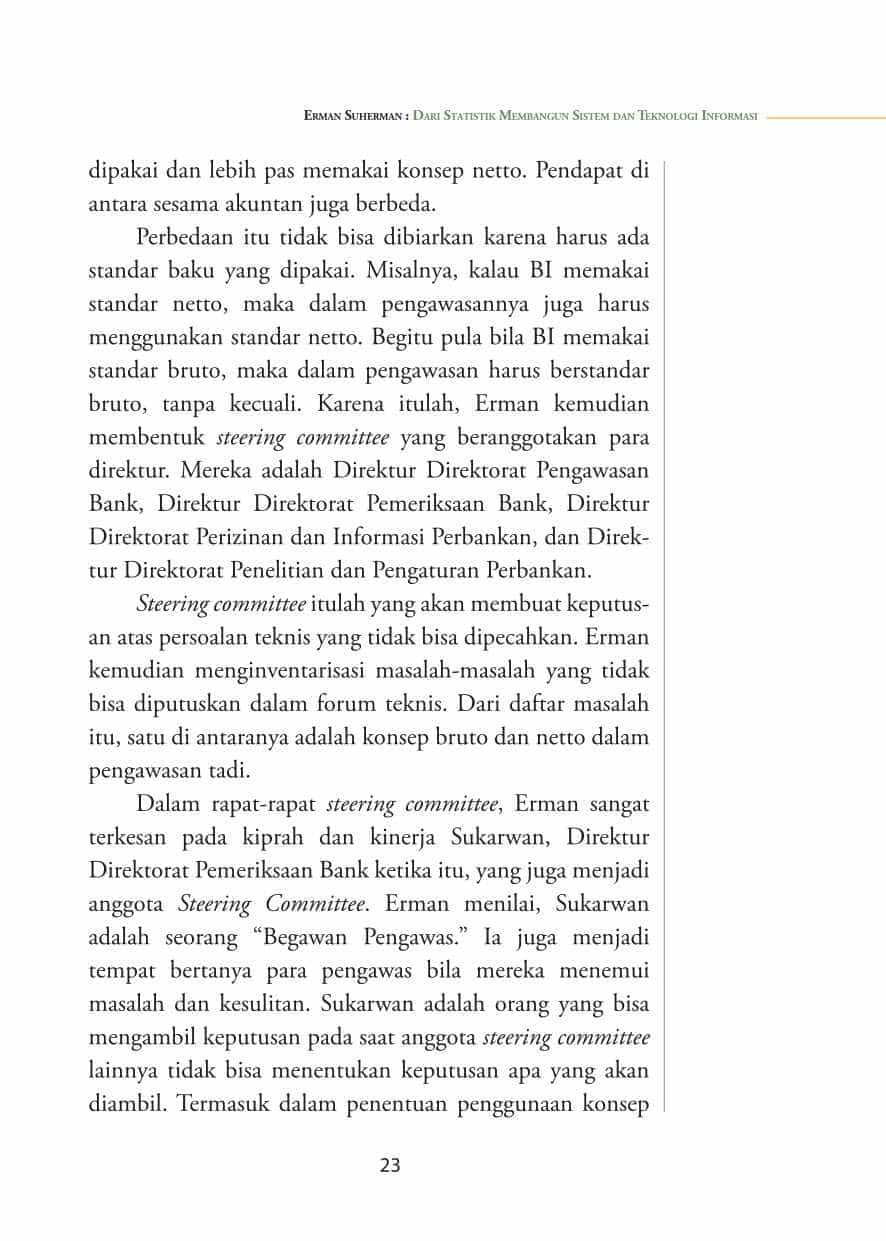 Erman Suherman : Dari Statistik Membangun Sistem dan Teknologi Informasi
dipakai dan lebih pas memakai konsep netto. Pendapat di
antara sesama akuntan juga berbeda.
Perbedaan itu tidak bisa dibiarkan karena harus ada
standar baku yang dipakai. Misalnya, kalau BI memakai
standar netto, maka dalam pengawasannya juga harus
menggunakan standar netto. Begitu pula bila BI memakai
standar bruto, maka dalam pengawasan harus berstandar
bruto, tanpa kecuali. Karena itulah, Erman kemudian
membentuk steering committee yang beranggotakan para
direktur. Mereka adalah Direktur Direktorat Pengawasan
Bank, Direktur Direktorat Pemeriksaan Bank, Direktur
Direktorat Perizinan dan Informasi Perbankan, dan Direk-
tur Direktorat Penelitian dan Pengaturan Perbankan.
Steering committee itulah yang akan membuat keputus-
an atas persoalan teknis yang tidak bisa dipecahkan. Erman
kemudian menginventarisasi masalah-masalah yang tidak
bisa diputuskan dalam forum teknis. Dari daftar masalah
itu, satu di antaranya adalah konsep bruto dan netto dalam
pengawasan tadi.
Dalam rapat-rapat steering committee, Erman sangat
terkesan pada kiprah dan kinerja Sukarwan, Direktur
Direktorat Pemeriksaan Bank ketika itu, yang juga menjadi
anggota Steering Committee. Erman menilai, Sukarwan
adalah seorang “Begawan Pengawas.” Ia juga menjadi
tempat bertanya para pengawas bila mereka menemui
masalah dan kesulitan. Sukarwan adalah orang yang bisa
mengambil keputusan pada saat anggota steering committee
lainnya tidak bisa menentukan keputusan apa yang akan
diambil. Termasuk dalam penentuan penggunaan konsep
23